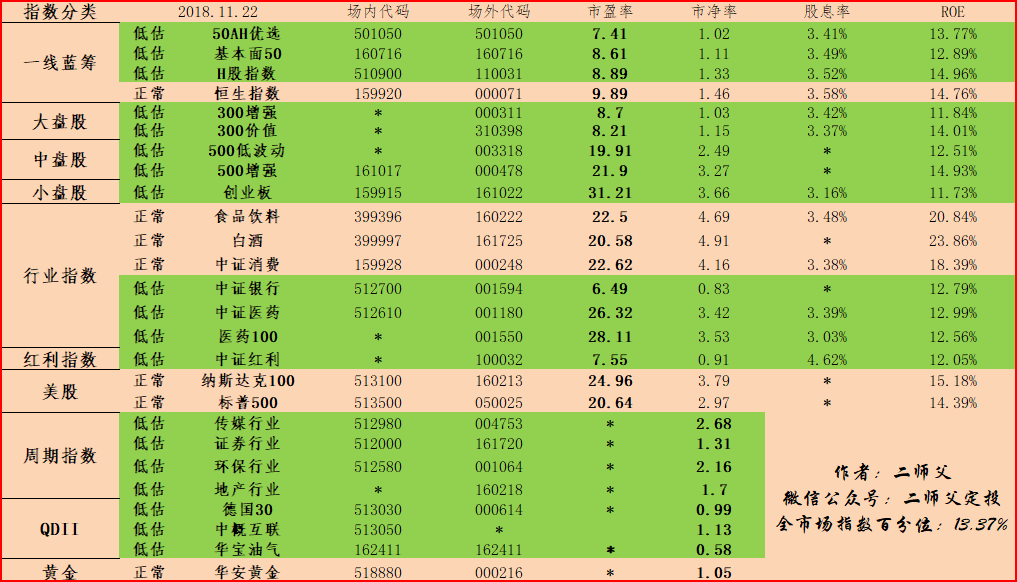 指数分类 2018.11.22 场内代码 场外代码 市盈率 市净率 股息率 ROE
一线蓝筹
低估 50AH优选 501050 501050 7.41 1.02 3.41% 13.77%
低估 基本面50 160716 160716 8.61 1.11 3.49% 12.89%
低估 H股指数 510900 110031 8.89 1.33 3.52% 14.96%
正常 恒生指数 159920 000071 9.89 1.46 3.58% 14.76%
大盘股
低估 300增强 * 000311 8.7 1.03 3.42% 11.84%
低估 300价值 * 310398 8.21 1.15 3.37% 14.01%
中盘股
低估 500低波动 * 003318 19.91 2.49 * 12.51%
低估 500增强 161017 000478 21.9 3.27 * 14.93%
小盘股 低估 创业板 159915 161022 31.21 3.66 3.16% 11.73%
行业指数
正常 食品饮料 399396 160222 22.5 4.69 3.48% 20.84%
正常 白酒 399997 161725 20.58 4.91 * 23.86%
正常 中证消费 159928 000248 22.62 4.16 3.38% 18.39%
低估 中证银行 512700 001594 6.49 0.83 * 12.79%
低估 中证医药 512610 001180 26.32 3.42 3.39% 12.99%
低估 医药100 * 001550 28.11 3.53 3.03% 12.56%
红利指数 低估 中证红利 * 100032 7.55 0.91 4.62% 12.05%
美股
正常 纳斯达克100 513100 160213 24.96 3.79 * 15.18%
正常 标普500 513500 050025 20.64 2.97 * 14.39%
周期指数
低估 传媒行业 512980 004753 * 2.68
低估 证券行业 512000 161720 * 1.31
低估 环保行业 512580 001064 * 2.16
低估 地产行业 * 160218 * 1.7
QDII
低估 德国30 513030 000614 * 0.99
低估 中概互联 513050 * 1.13
低估 华宝油气 162411 162411 * 0.58
黄金 正常 华安黄金 518880 000216 * 1.05
作者：二师父
微信公众号：二师父定投
全市场指数百分位：13.37%